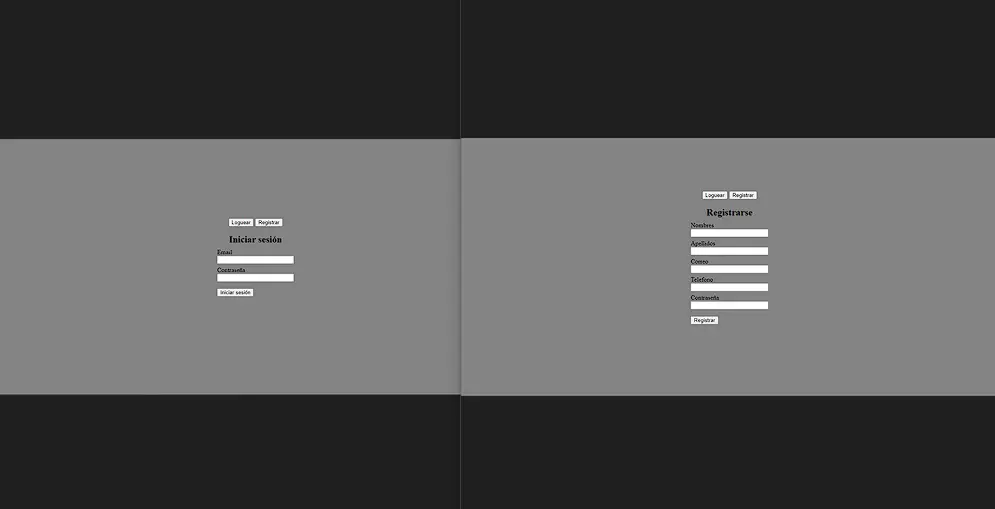 Loguear Registrar
Iniciar sesión
Email
Contraseña
Iniciar sesión
Loguear Registrar
Registrarse
Nombres
Apellidos
Correo
Telefono
Contraseña
Registrar